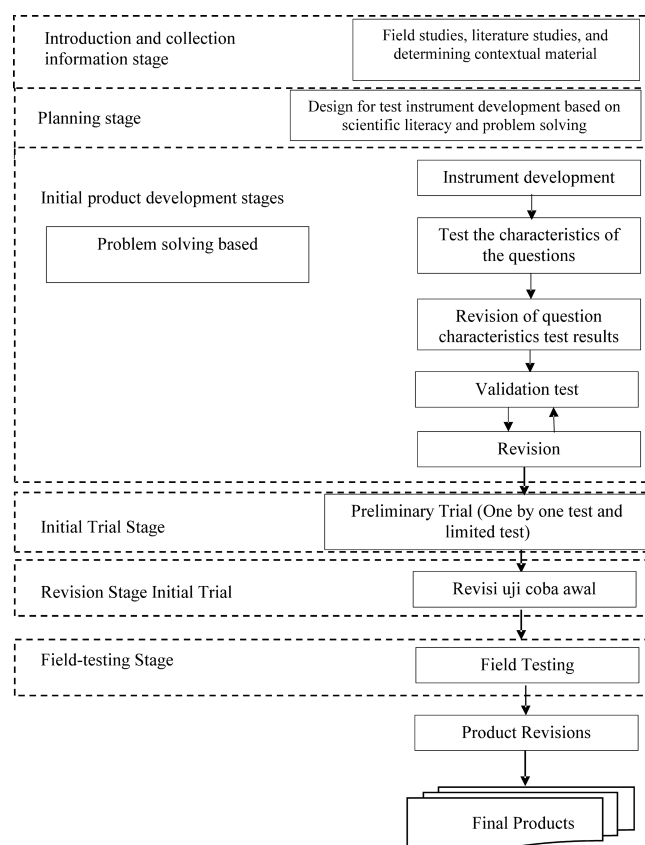 Introduction and collection
information stage
Field studies, literature studies, and
determining contextual material
Planning stage
Design for test instrument development based on
scientific literacy and problem solving
Initial product development stages
Problem solving based
Instrument development
Test the characteristics of
the questions
Revision of question
characteristics test results
Validation test
Revision
Initial Trial Stage
Preliminary Trial (One by one test and
limited test)
Revision Stage Initial Trial
Revisi uji coba awal
Field-testing Stage
Field Testing
Product Revisions
Final Products